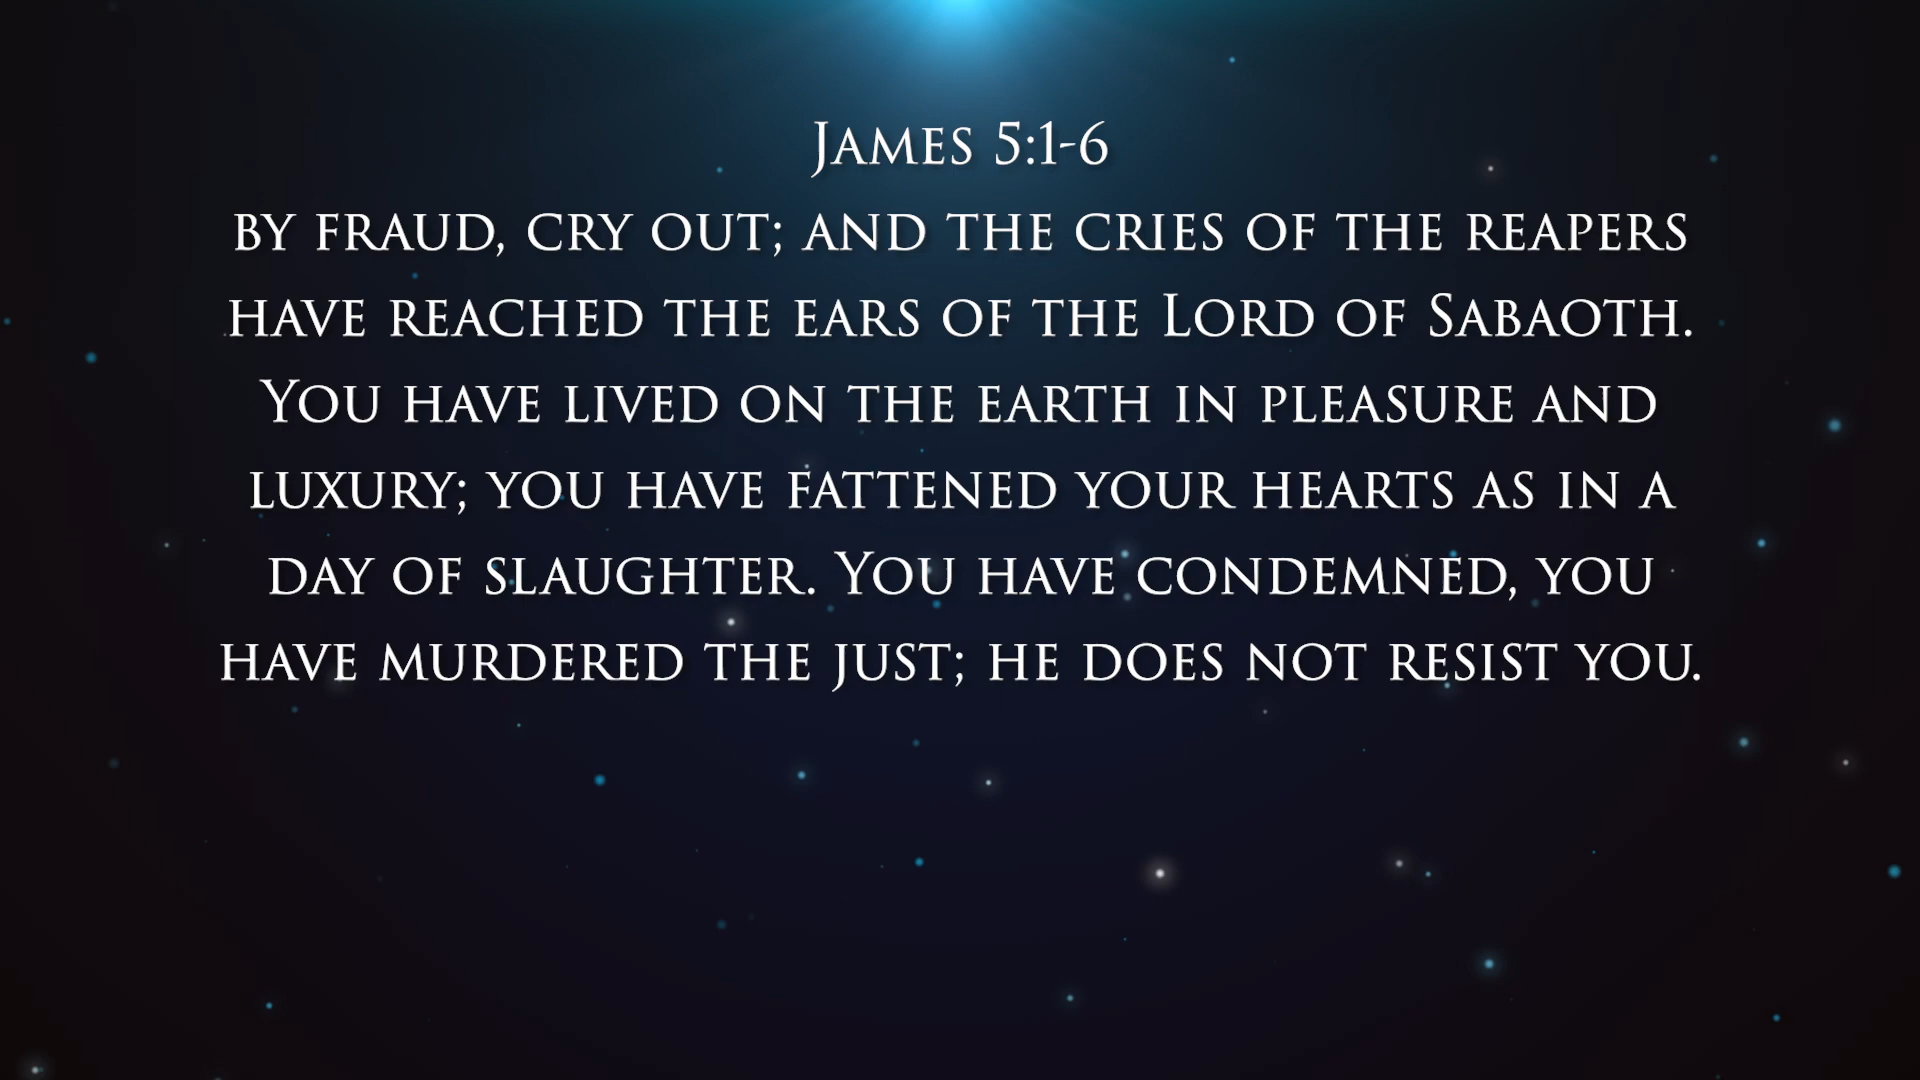 James 5:1-6
by fraud, cry out; and the cries of the reapers
have reached the ears of the Lord of Sabaoth.
You have lived on the earth in pleasure and
luxury; you have fattened your hearts as in a
day of slaughter. You have condemned, you
have murdered the just; he does not resist you.